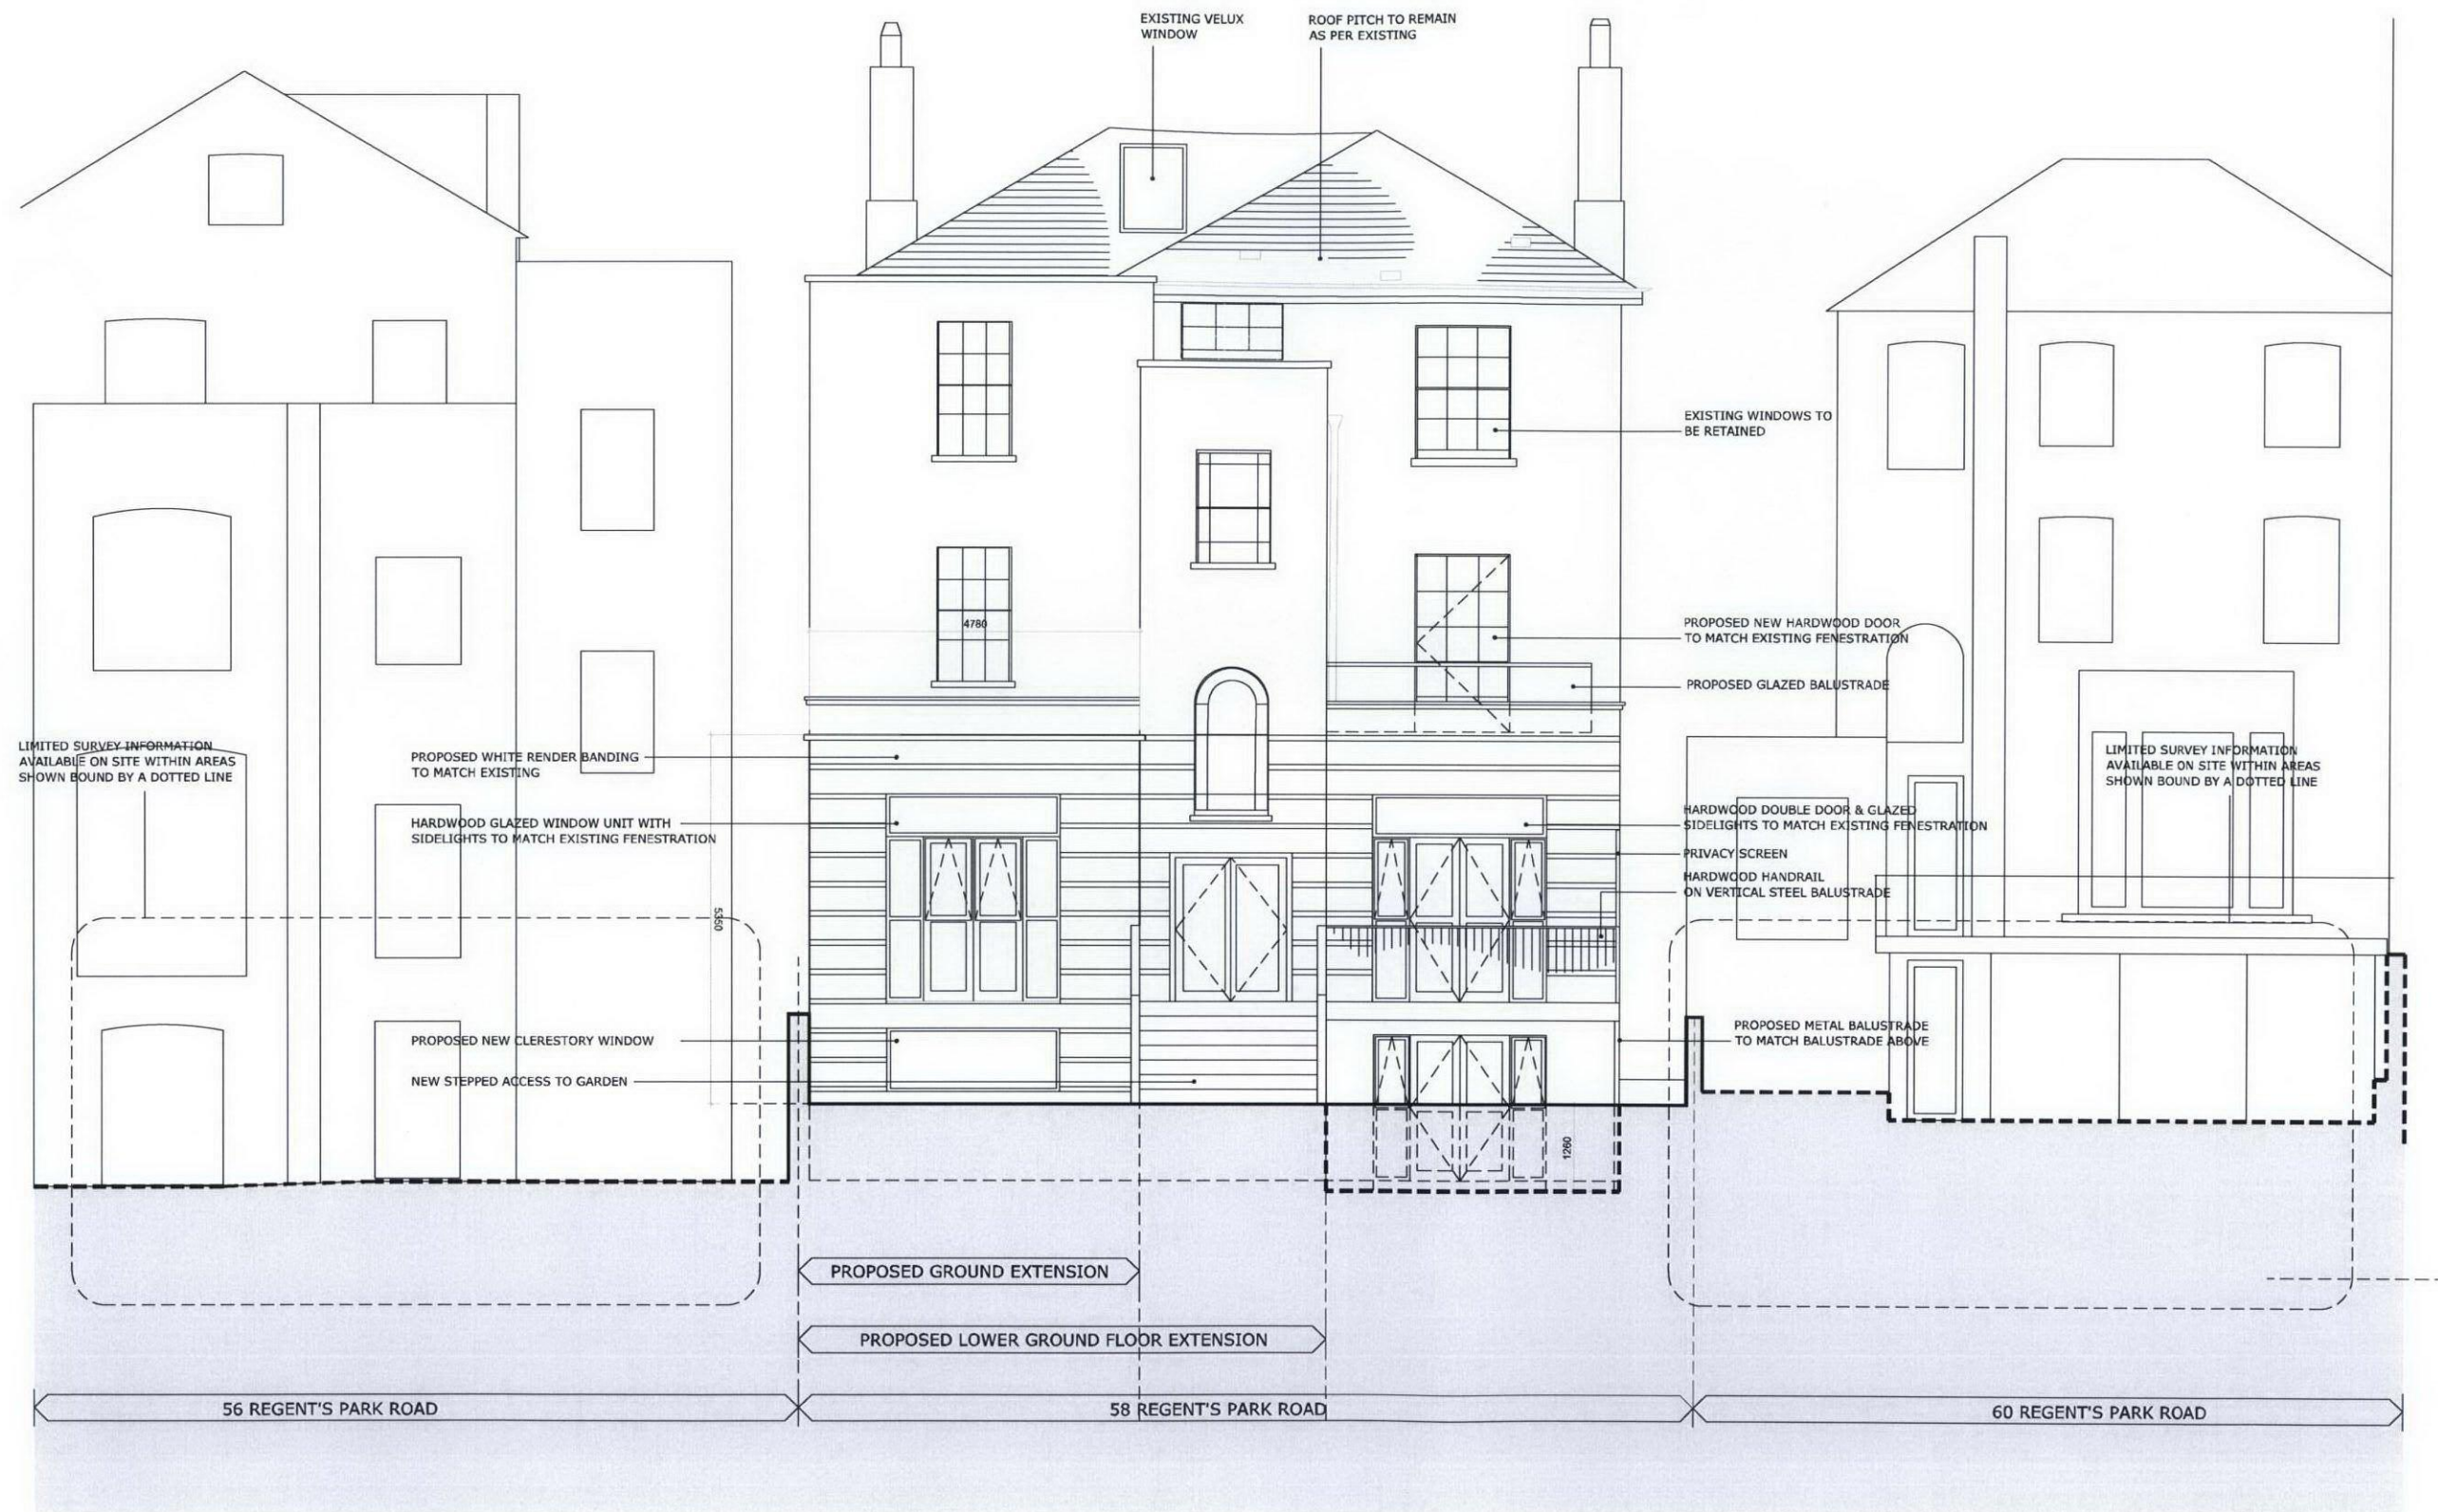 EXISTING VELUX
WINDOW
ROOF PITCH TO REMAIN
AS PER EXISTING
EXISTING WINDOWS TO
BE RETAINED
4780
PROPOSED NEW HARDWOOD DOOR
TO MATCH EXISTING FENESTRATION
PROPOSED GLAZED BALUSTRADE
LIMITED SURVEY INFORMATION
AVAILABLE ON SITE WITHIN AREAS
SHOWN BOUND BY A DOTTED LINE
PROPOSED WHITE RENDER BANDING
TO MATCH EXISTING
LIMITED SURVEY INFORMATION
AVAILABLE ON SITE WITHIN AREAS
SHOWN BOUND BY A DOTTED LINE
HARDWOOD GLAZED WINDOW UNIT WITH
SIDELIGHTS TO MATCH EXISTING FENESTRATION
HARDWOOD DOUBLE DOOR & GLAZED
SIDELIGHTS TO MATCH EXISTING FENESTRATION
PRIVACY SCREEN
HARDWOOD HANDRAIL
ON VERTICAL STEEL BALUSTRADE
5350
PROPOSED NEW CLERESTORY WINDOW
PROPOSED METAL BALUSTRADE
TO MATCH BALUSTRADE ABOVE
NEW STEPPED ACCESS TO GARDEN
1260
PROPOSED GROUND EXTENSION
PROPOSED LOWER GROUND FLOOR EXTENSION
56 REGENT'S PARK ROAD
58 REGENT'S PARK ROAD
60 REGENT'S PARK ROAD